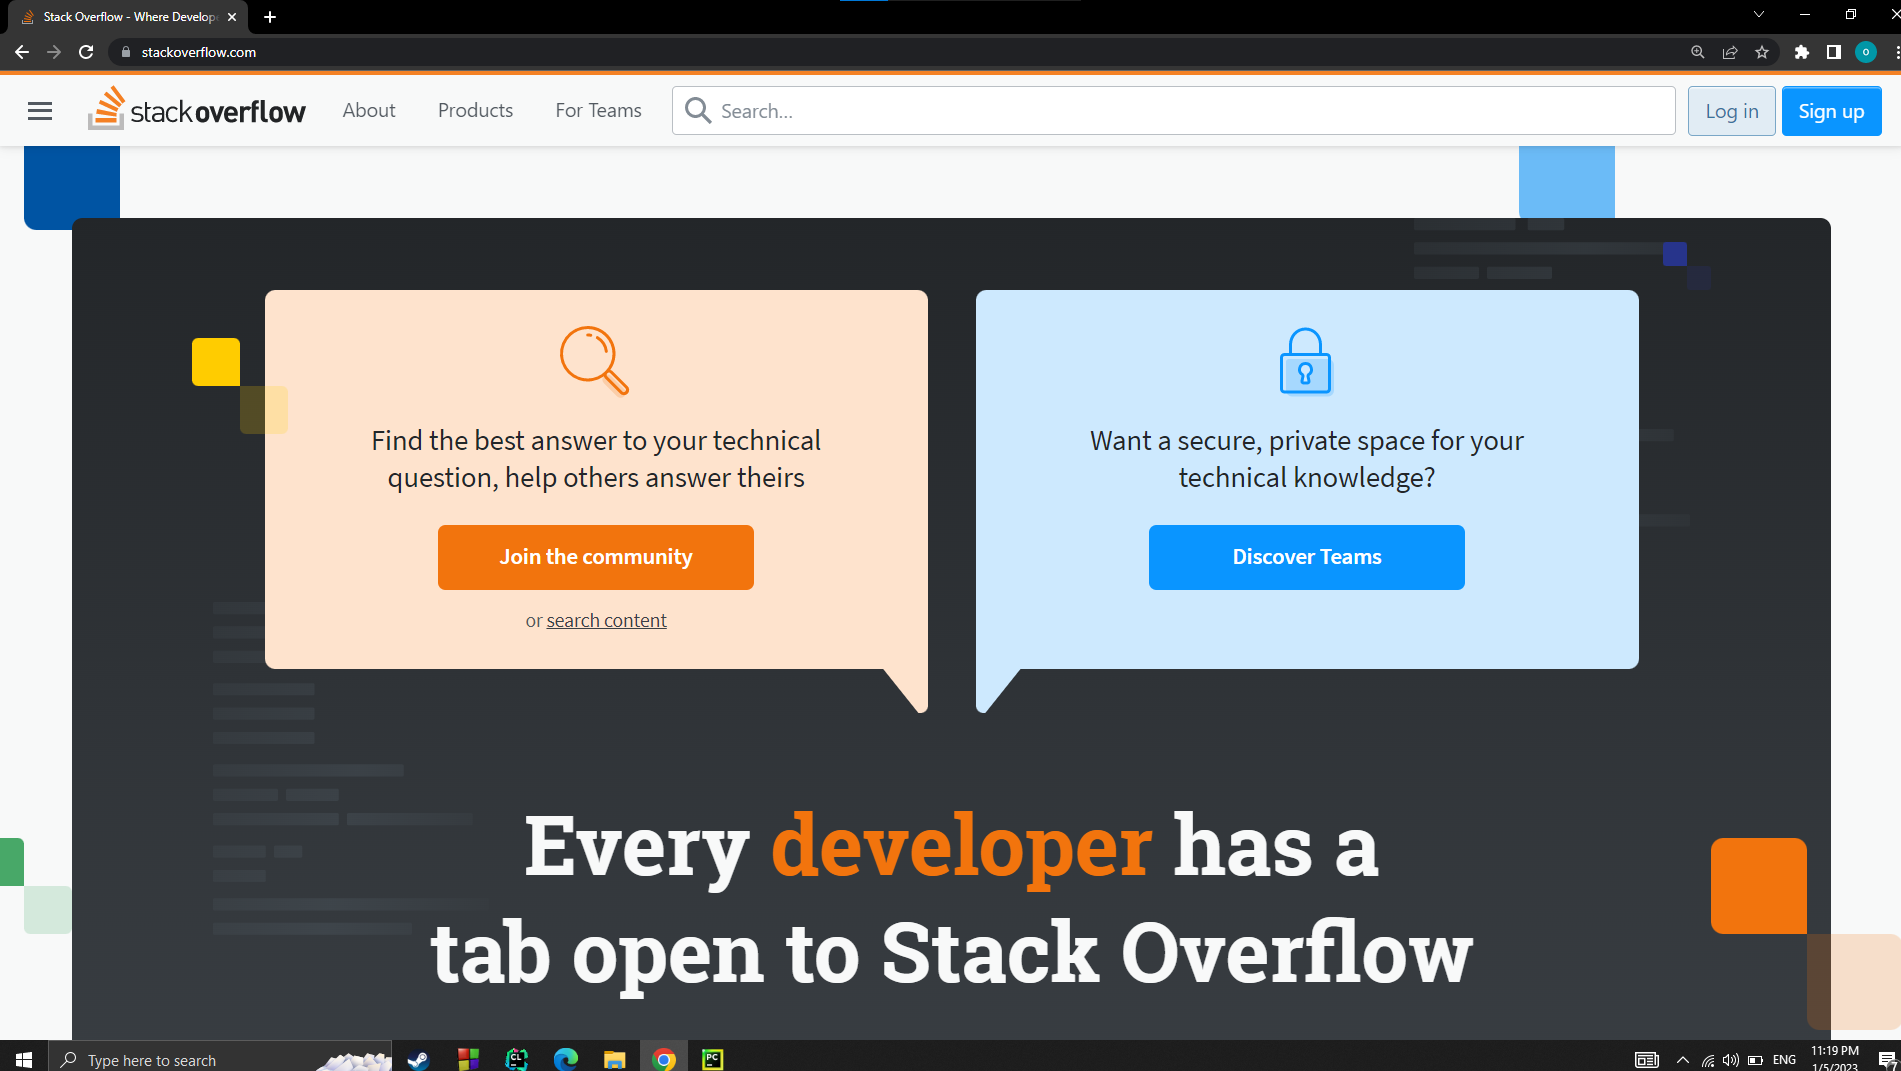 Stack Overflow - Where Develop
stackoverflow.com
stackoverflow
About
Products
For Teams
Search...
Log in
Sign up
Find the best answer to your technical
question, help others answer theirs
Join the community
or search content
Want a secure, private space for your
technical knowledge?
Discover Teams
Every developer has a
tab open to Stack Overflow
Type here to search
CL
PC
ENG
11:19 PM
1/5/2023